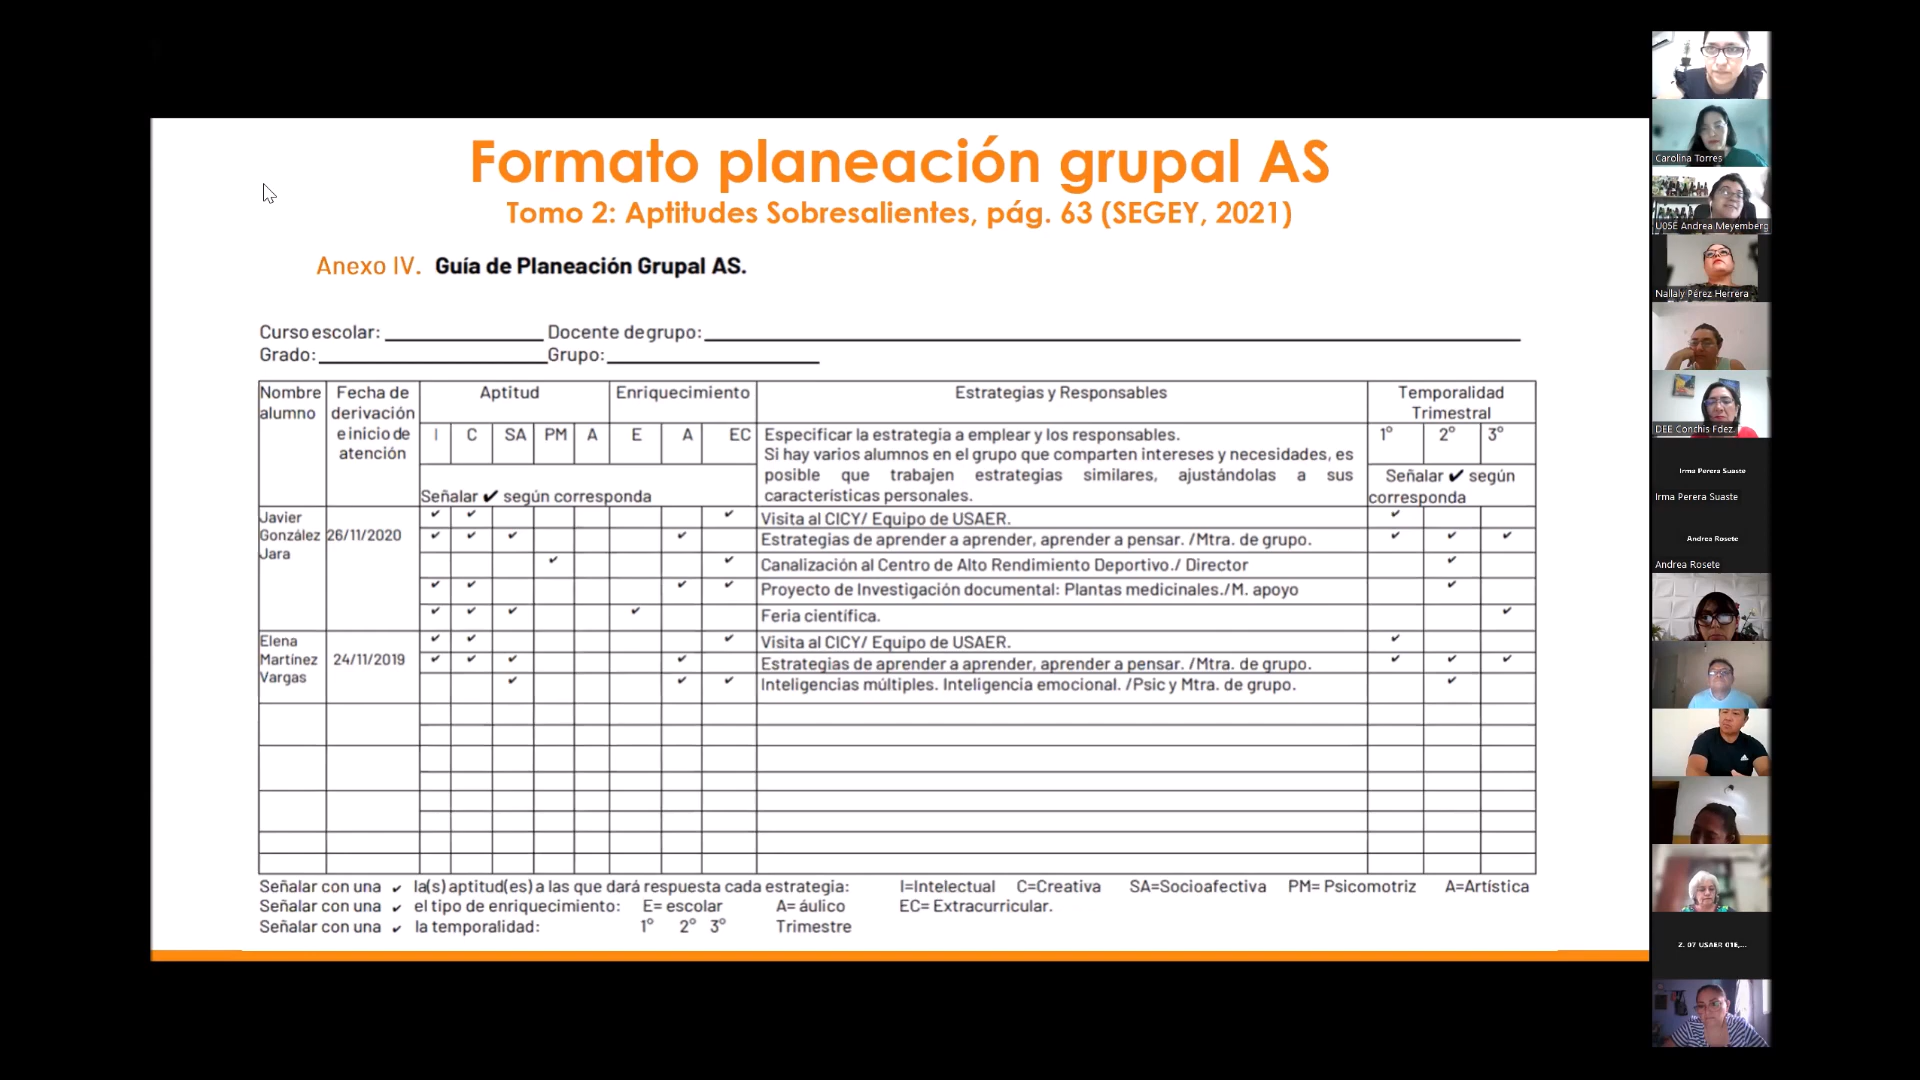 Formato planeación grupal AS
Tomo 2: Aptitudes Sobresalientes, pág. 63 (SEGEY, 2021)
Anexo IV. Guía de Planeación Grupal AS.
Curso escolar: Docente de grupo:
Grado: Grupo:
Nombre alumno
Fecha de derivación e inicio de atención
Aptitud
Enriquecimiento
Estrategias y Responsables
Temporalidad Trimestral
I C SA PM A E A EC
Especificar la estrategia a emplear y los responsables.
Si hay varios alumnos en el grupo que comparten intereses y necesidades, es
posible que trabajen estrategias similares, ajustándolas a sus
características personales.
1° 2° 3°
Señalar ✔ según corresponda
Señalar ✔ según
corresponda
Javier
González
Jara
26/11/2020
✔ ✔ ✔ Visita al CICY/ Equipo de USAER. ✔
✔ ✔ ✔ ✔ Estrategias de aprender a aprender, aprender a pensar. /Mtra. de grupo. ✔ ✔ ✔
✔ ✔ Canalización al Centro de Alto Rendimiento Deportivo./ Director ✔
✔ ✔ ✔ ✔ Proyecto de Investigación documental: Plantas medicinales./M. apoyo ✔
✔ ✔ ✔ ✔ Feria científica. ✔
Elena
Martínez
Vargas
24/11/2019
✔ ✔ ✔ Visita al CICY/ Equipo de USAER. ✔
✔ ✔ ✔ ✔ Estrategias de aprender a aprender, aprender a pensar. /Mtra. de grupo. ✔ ✔ ✔
✔ ✔ ✔ Inteligencias múltiples. Inteligencia emocional. /Psic y Mtra. de grupo. ✔
Señalar con una ✔ la(s) aptitud(es) a las que dará respuesta cada estrategia: I=Intelectual C=Creativa SA=Socioafectiva PM= Psicomotriz A=Artística
Señalar con una ✔ el tipo de enriquecimiento: E= escolar A= áulico EC= Extracurricular.
Señalar con una ✔ la temporalidad: 1° 2° 3° Trimestre
Carolina Torres
U05E Andrea Meyemberg
Nallaly Pérez Herrera
DEE Conchis Fdez.
Irma Perera Suaste
Irma Perera Suaste
Andrea Rosete
Andrea Rosete
Z. 07 USAER 01E,...